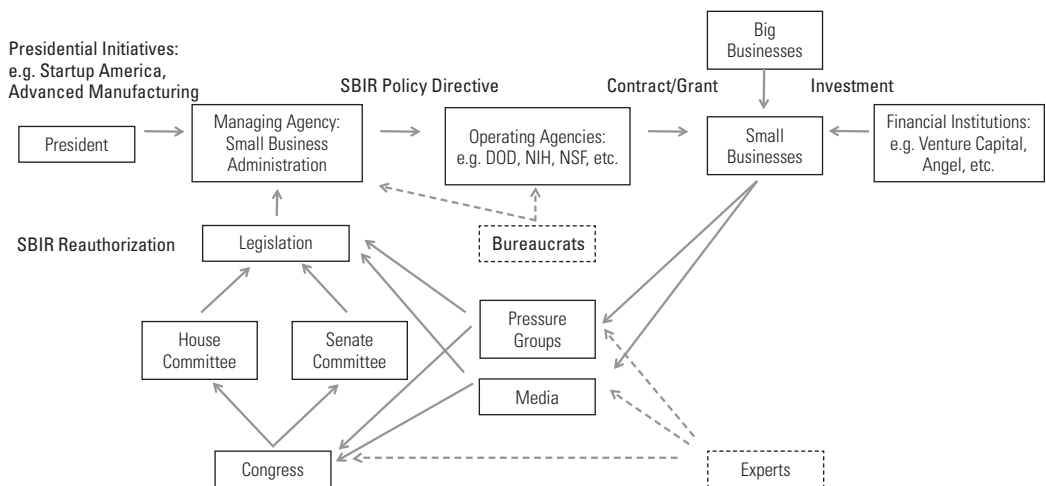 Big
Businesses
Presidential Initiatives:
e.g. Startup America,
Advanced Manufacturing
SBIR Policy Directive
Contract/Grant
Investment
President
Managing Agency:
Small Business
Administration
Operating Agencies:
e.g. DOD, NIH, NSF, etc.
Small
Businesses
Financial Institutions:
e.g. Venture Capital,
Angel, etc.
SBIR Reauthorization
Legislation
Bureaucrats
House
Committee
Senate
Committee
Pressure
Groups
Media
Congress
Experts